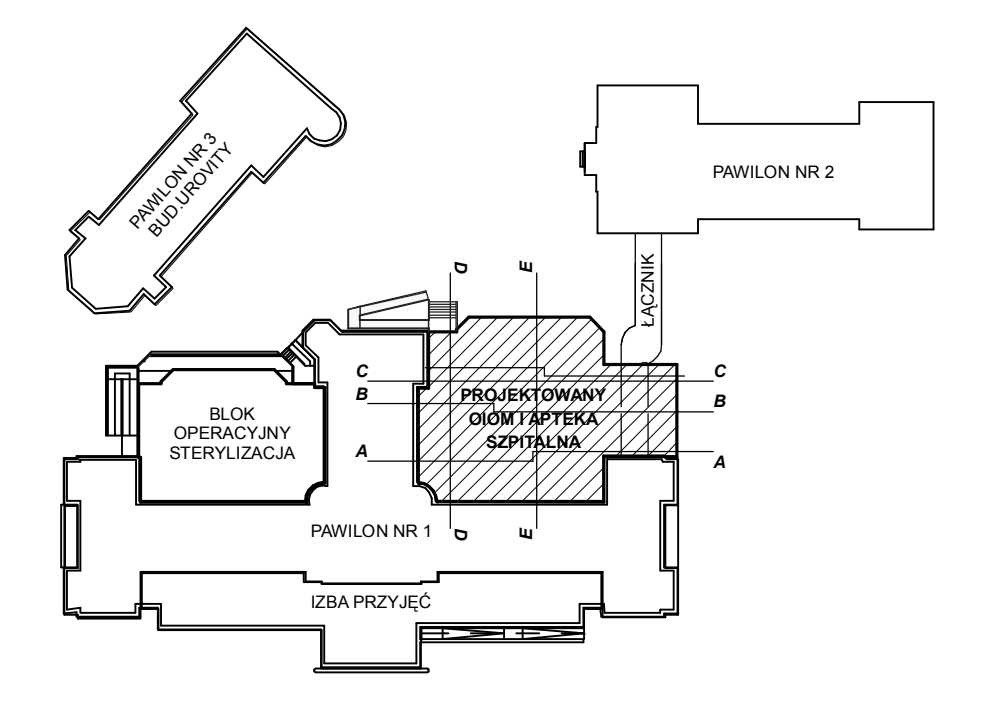 PAWILON NR 3
BUD.UROVITY
PAWILON NR 2
ŁĄCZNIK
D
E
C
C
B
B
A
A
PROJEKTOWANY
OIOM I APTEKA
SZPITALNA
BLOK
OPERACYJNY
STERYLIZACJA
PAWILON NR 1
D
E
IZBA PRZYJĘĆ